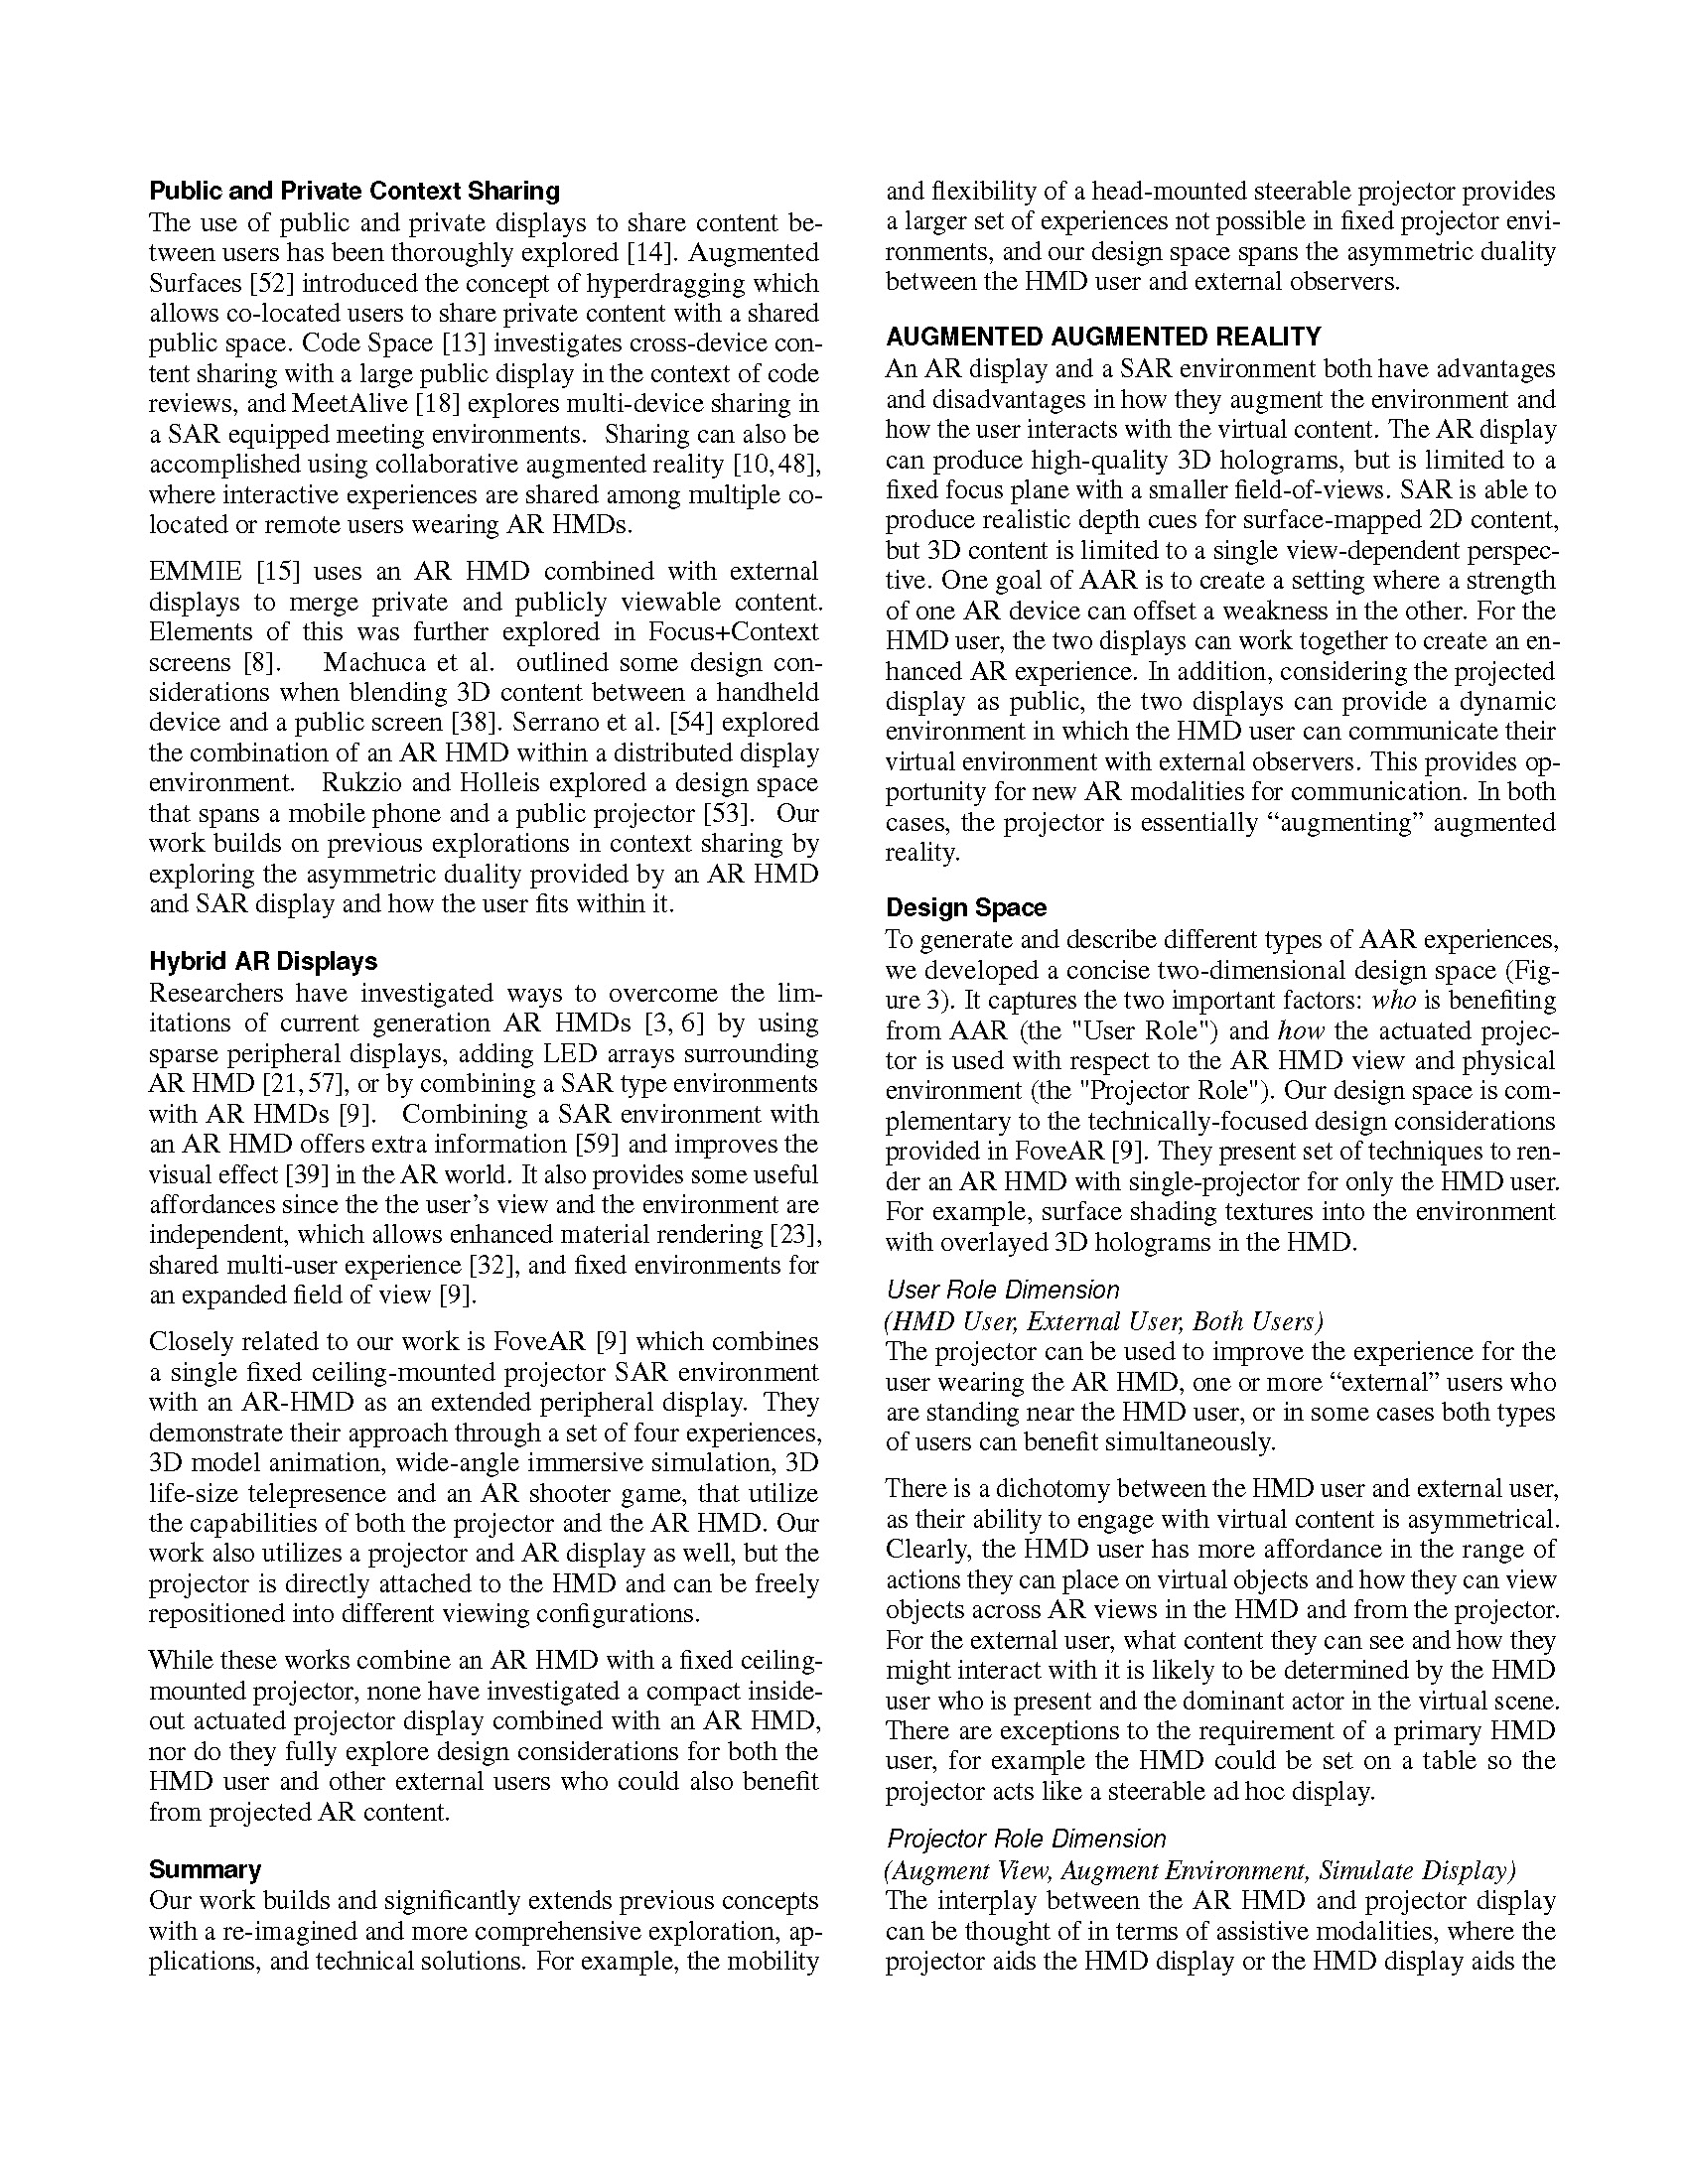 Public and Private Context Sharing
The use of public and private displays to share content be-
tween users has been thoroughly explored [14]. Augmented
Surfaces [52] introduced the concept of hyperdragging which
allows co-located users to share private content with a shared
public space. Code Space [13] investigates cross-device con-
tent sharing with a large public display in the context of code
reviews, and MeetAlive [18] explores multi-device sharing in
a SAR equipped meeting environments. Sharing can also be
accomplished using collaborative augmented reality [10,48],
where interactive experiences are shared among multiple co-
located or remote users wearing AR HMDs.
EMMIE [15] uses an AR HMD combined with external
displays to merge private and publicly viewable content.
Elements of this was further explored in Focus+Context
screens [8]. Machuca et al. outlined some design con-
siderations when blending 3D content between a handheld
device and a public screen [38]. Serrano et al. [54] explored
the combination of an AR HMD within a distributed display
environment. Rukzio and Holleis explored a design space
that spans a mobile phone and a public projector [53]. Our
work builds on previous explorations in context sharing by
exploring the asymmetric duality provided by an AR HMD
and SAR display and how the user fits within it.
Hybrid AR Displays
Researchers have investigated ways to overcome the lim-
itations of current generation AR HMDs [3, 6] by using
sparse peripheral displays, adding LED arrays surrounding
AR HMD [21,57], or by combining a SAR type environments
with AR HMDs [9]. Combining a SAR environment with
an AR HMD offers extra information [59] and improves the
visual effect [39] in the AR world. It also provides some useful
affordances since the the user's view and the environment are
independent, which allows enhanced material rendering [23],
shared multi-user experience [32], and fixed environments for
an expanded field of view [9].
Closely related to our work is FoveAR [9] which combines
a single fixed ceiling-mounted projector SAR environment
with an AR-HMD as an extended peripheral display. They
demonstrate their approach through a set of four experiences,
3D model animation, wide-angle immersive simulation, 3D
life-size telepresence and an AR shooter game, that utilize
the capabilities of both the projector and the AR HMD. Our
work also utilizes a projector and AR display as well, but the
projector is directly attached to the HMD and can be freely
repositioned into different viewing configurations.
While these works combine an AR HMD with a fixed ceiling-
mounted projector, none have investigated a compact inside-
out actuated projector display combined with an AR HMD,
nor do they fully explore design considerations for both the
HMD user and other external users who could also benefit
from projected AR content.
Summary
Our work builds and significantly extends previous concepts
with a re-imagined and more comprehensive exploration, ap-
plications, and technical solutions. For example, the mobility
and flexibility of a head-mounted steerable projector provides
a larger set of experiences not possible in fixed projector envi-
ronments, and our design space spans the asymmetric duality
between the HMD user and external observers.
AUGMENTED AUGMENTED REALITY
An AR display and a SAR environment both have advantages
and disadvantages in how they augment the environment and
how the user interacts with the virtual content. The AR display
can produce high-quality 3D holograms, but is limited to a
fixed focus plane with a smaller field-of-views. SAR is able to
produce realistic depth cues for surface-mapped 2D content,
but 3D content is limited to a single view-dependent perspec-
tive. One goal of AAR is to create a setting where a strength
of one AR device can offset a weakness in the other. For the
HMD user, the two displays can work together to create an en-
hanced AR experience. In addition, considering the projected
display as public, the two displays can provide a dynamic
environment in which the HMD user can communicate their
virtual environment with external observers. This provides op-
portunity for new AR modalities for communication. In both
cases, the projector is essentially “augmenting” augmented
reality.
Design Space
To generate and describe different types of AAR experiences,
we developed a concise two-dimensional design space (Fig-
ure 3). It captures the two important factors: who is benefiting
from AAR (the "User Role") and how the actuated projec-
tor is used with respect to the AR HMD view and physical
environment (the "Projector Role"). Our design space is com-
plementary to the technically-focused design considerations
provided in FoveAR [9]. They present set of techniques to ren-
der an AR HMD with single-projector for only the HMD user.
For example, surface shading textures into the environment
with overlayed 3D holograms in the HMD.
User Role Dimension
(HMD User, External User, Both Users)
The projector can be used to improve the experience for the
user wearing the AR HMD, one or more “external” users who
are standing near the HMD user, or in some cases both types
of users can benefit simultaneously.
There is a dichotomy between the HMD user and external user,
as their ability to engage with virtual content is asymmetrical.
Clearly, the HMD user has more affordance in the range of
actions they can place on virtual objects and how they can view
objects across AR views in the HMD and from the projector.
For the external user, what content they can see and how they
might interact with it is likely to be determined by the HMD
user who is present and the dominant actor in the virtual scene.
There are exceptions to the requirement of a primary HMD
user, for example the HMD could be set on a table so the
projector acts like a steerable ad hoc display.
Projector Role Dimension
(Augment View, Augment Environment, Simulate Display)
The interplay between the AR HMD and projector display
can be thought of in terms of assistive modalities, where the
projector aids the HMD display or the HMD display aids the